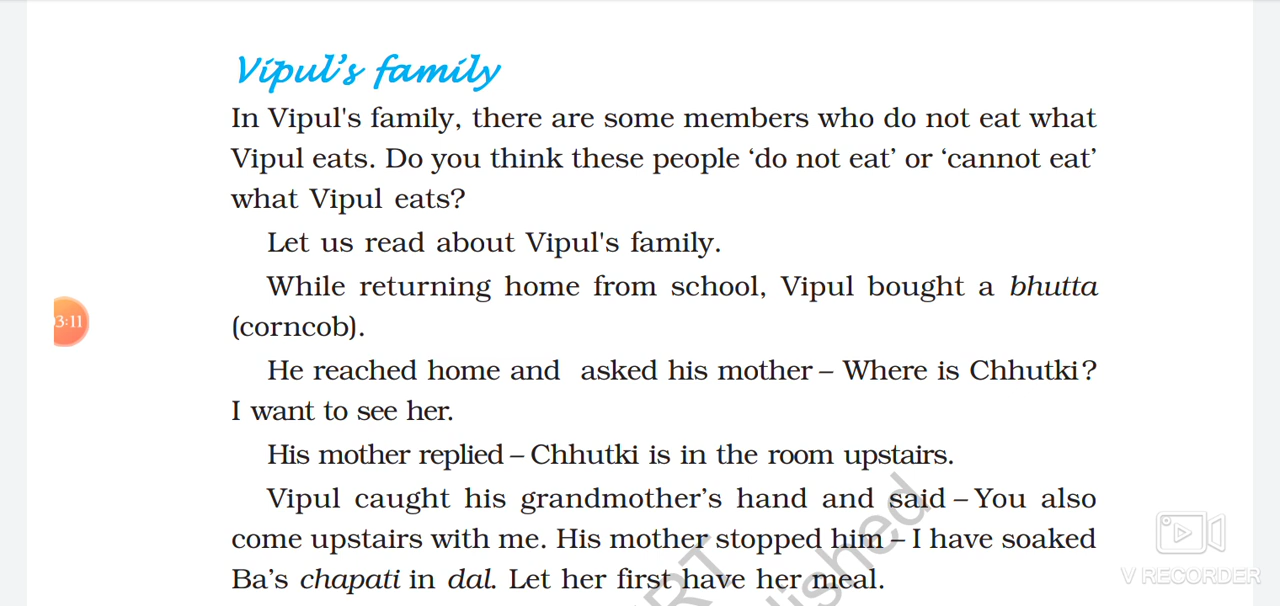 Vipul's family
In Vipul's family, there are some members who do not eat what
Vipul eats. Do you think these people ‘do not eat’ or ‘cannot eat’
what Vipul eats?
Let us read about Vipul's family.
While returning home from school, Vipul bought a bhutta
(corncob).
3:11
He reached home and asked his mother – Where is Chhutki?
I want to see her.
His mother replied – Chhutki is in the room upstairs.
Vipul caught his grandmother’s hand and said – You also
come upstairs with me. His mother stopped him – I have soaked
Ba’s chapati in dal. Let her first have her meal.
V RECORDER